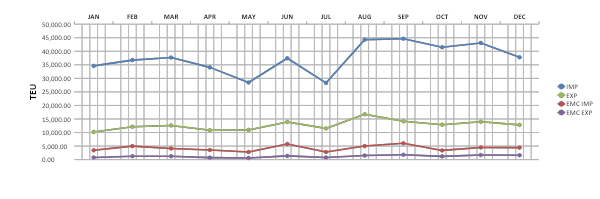 JAN FEB MAR APR MAY JUN JUL AUG SEP OCT NOV DEC
50,000.00
45,000.00
40,000.00
35,000.00
30,000.00
25,000.00
20,000.00
15,000.00
10,000.00
5,000.00
0.00
TEU
IMP
EXP
EMC IMP
EMC EXP